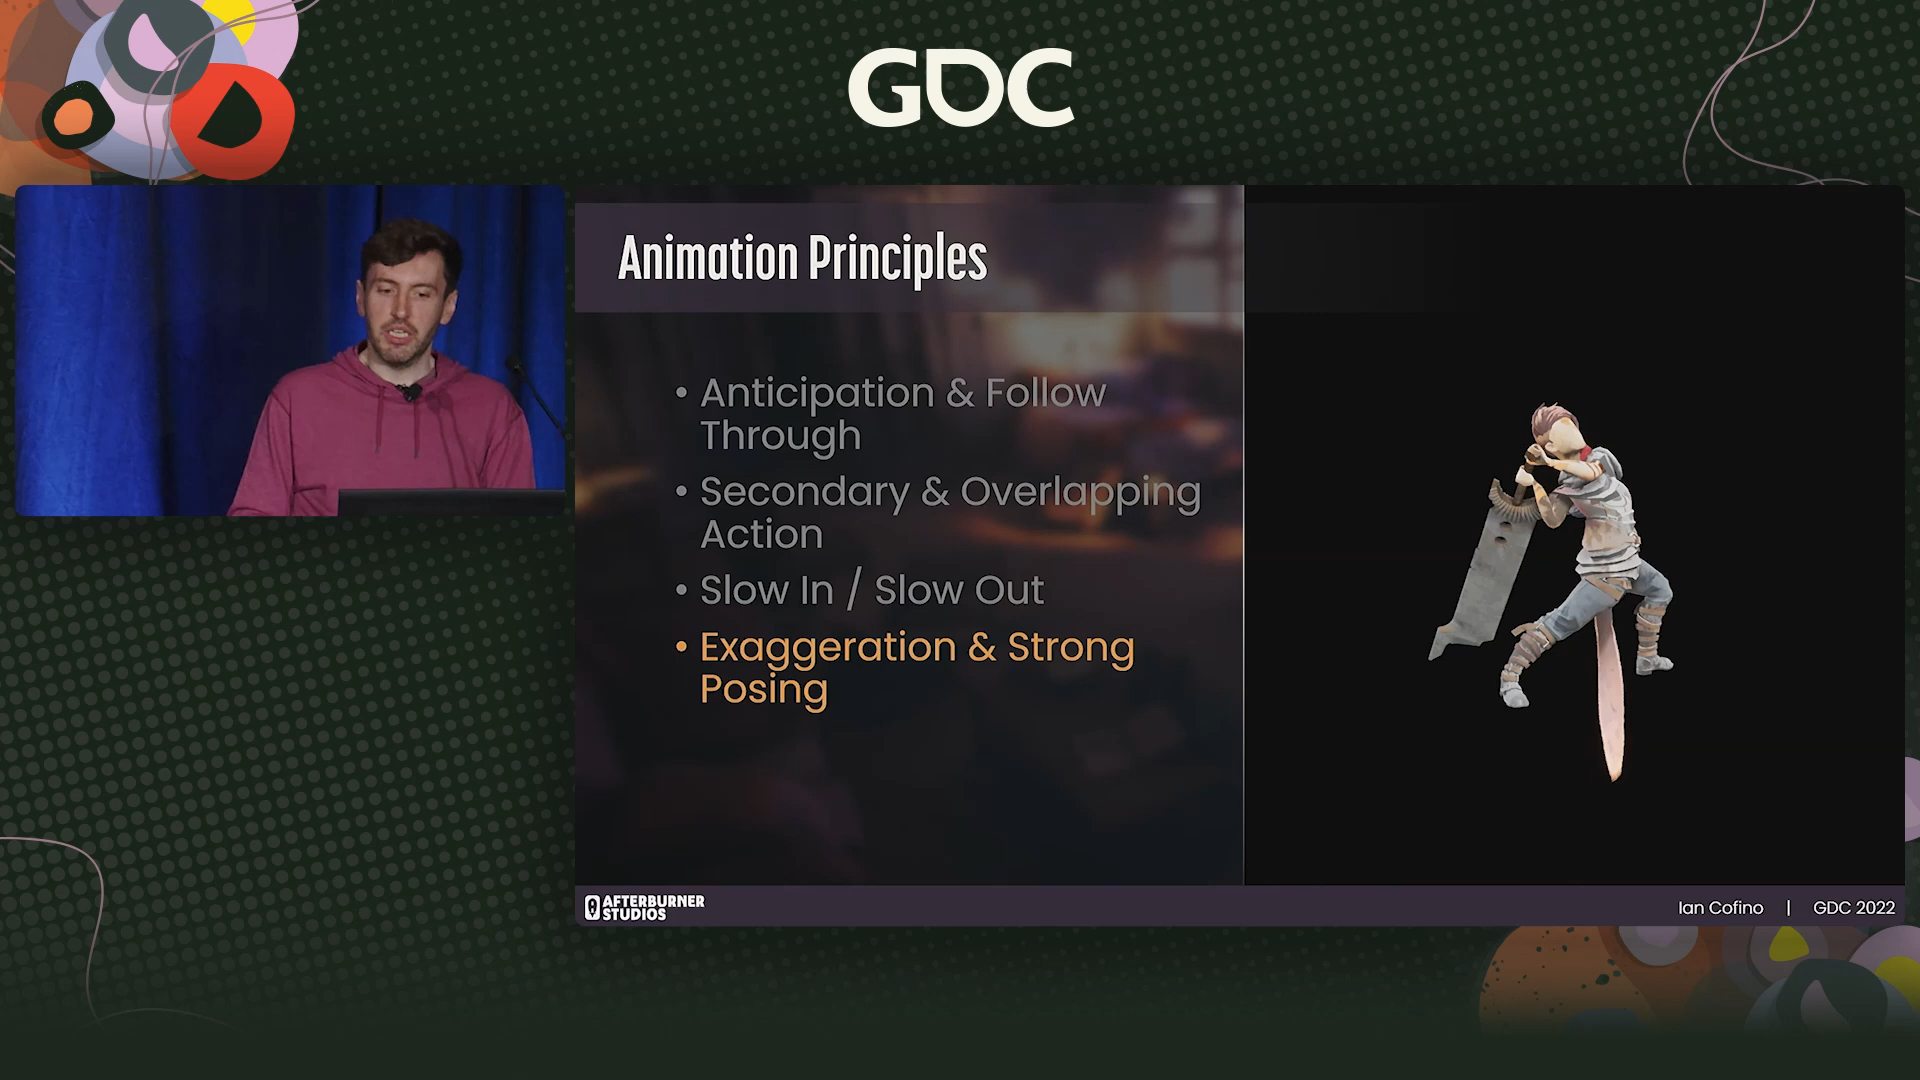 GDC
Animation Principles
• Anticipation & Follow
Through
• Secondary & Overlapping
Action
• Slow In / Slow Out
• Exaggeration & Strong
Posing
AFTERBURNER
STUDIOS
Ian Cofino | GDC 2022